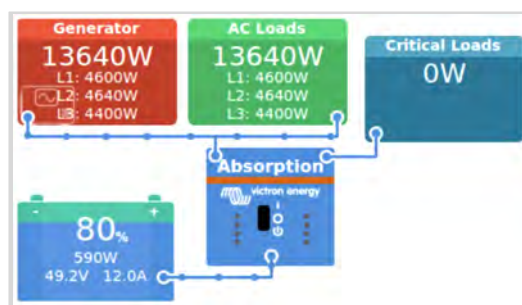 Generator
13640W
L1: 4600W
L2: 4640W
L3: 4400W
AC Loads
13640W
L1: 4600W
L2: 4640W
L3: 4400W
Critical Loads
0W
Absorption
victron energy
- +
80%
590W
49.2V 12.0A